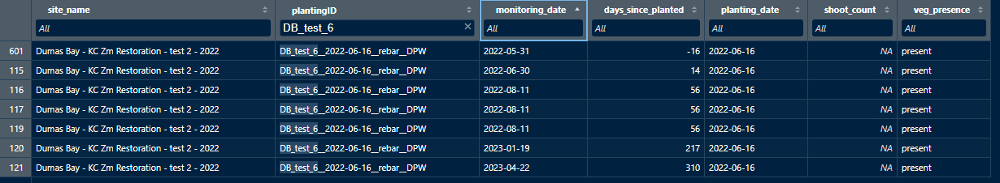 site_name plantingID monitoring_date days_since_planted planting_date shoot_count veg_presence
All DB_test_6 × All All All All All
601 Dumas Bay - KC Zm Restoration - test 2 - 2022 DB_test_6__2022-06-16__rebar__DPW 2022-05-31 -16 2022-06-16 NA present
115 Dumas Bay - KC Zm Restoration - test 2 - 2022 DB_test_6__2022-06-16__rebar__DPW 2022-06-30 14 2022-06-16 NA present
116 Dumas Bay - KC Zm Restoration - test 2 - 2022 DB_test_6__2022-06-16__rebar__DPW 2022-08-11 56 2022-06-16 NA present
117 Dumas Bay - KC Zm Restoration - test 2 - 2022 DB_test_6__2022-06-16__rebar__DPW 2022-08-11 56 2022-06-16 NA present
119 Dumas Bay - KC Zm Restoration - test 2 - 2022 DB_test_6__2022-06-16__rebar__DPW 2022-08-11 56 2022-06-16 NA present
120 Dumas Bay - KC Zm Restoration - test 2 - 2022 DB_test_6__2022-06-16__rebar__DPW 2023-01-19 217 2022-06-16 NA present
121 Dumas Bay - KC Zm Restoration - test 2 - 2022 DB_test_6__2022-06-16__rebar__DPW 2023-04-22 310 2022-06-16 NA present